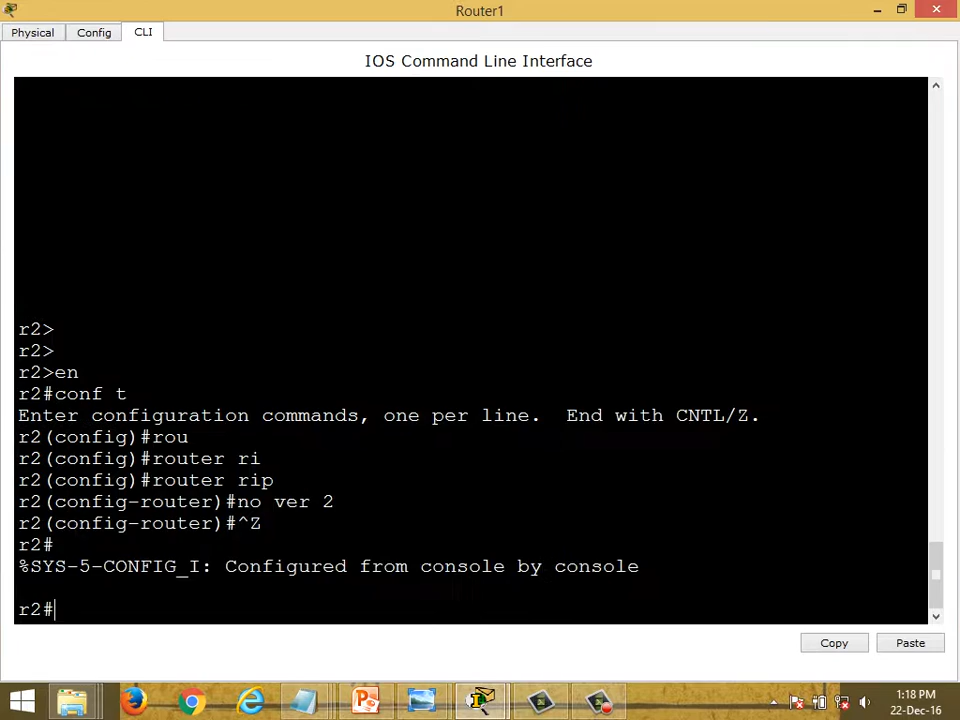 Router1
Physical Config CLI
IOS Command Line Interface
r2>
r2>
r2>en
r2#conf t
Enter configuration commands, one per line.  End with CNTL/Z.
r2(config)#rou
r2(config)#router ri
r2(config)#router rip
r2(config-router)#no ver 2
r2(config-router)#^Z
r2#
%SYS-5-CONFIG_I: Configured from console by console
r2#
Copy Paste
1:18 PM
22-Dec-16